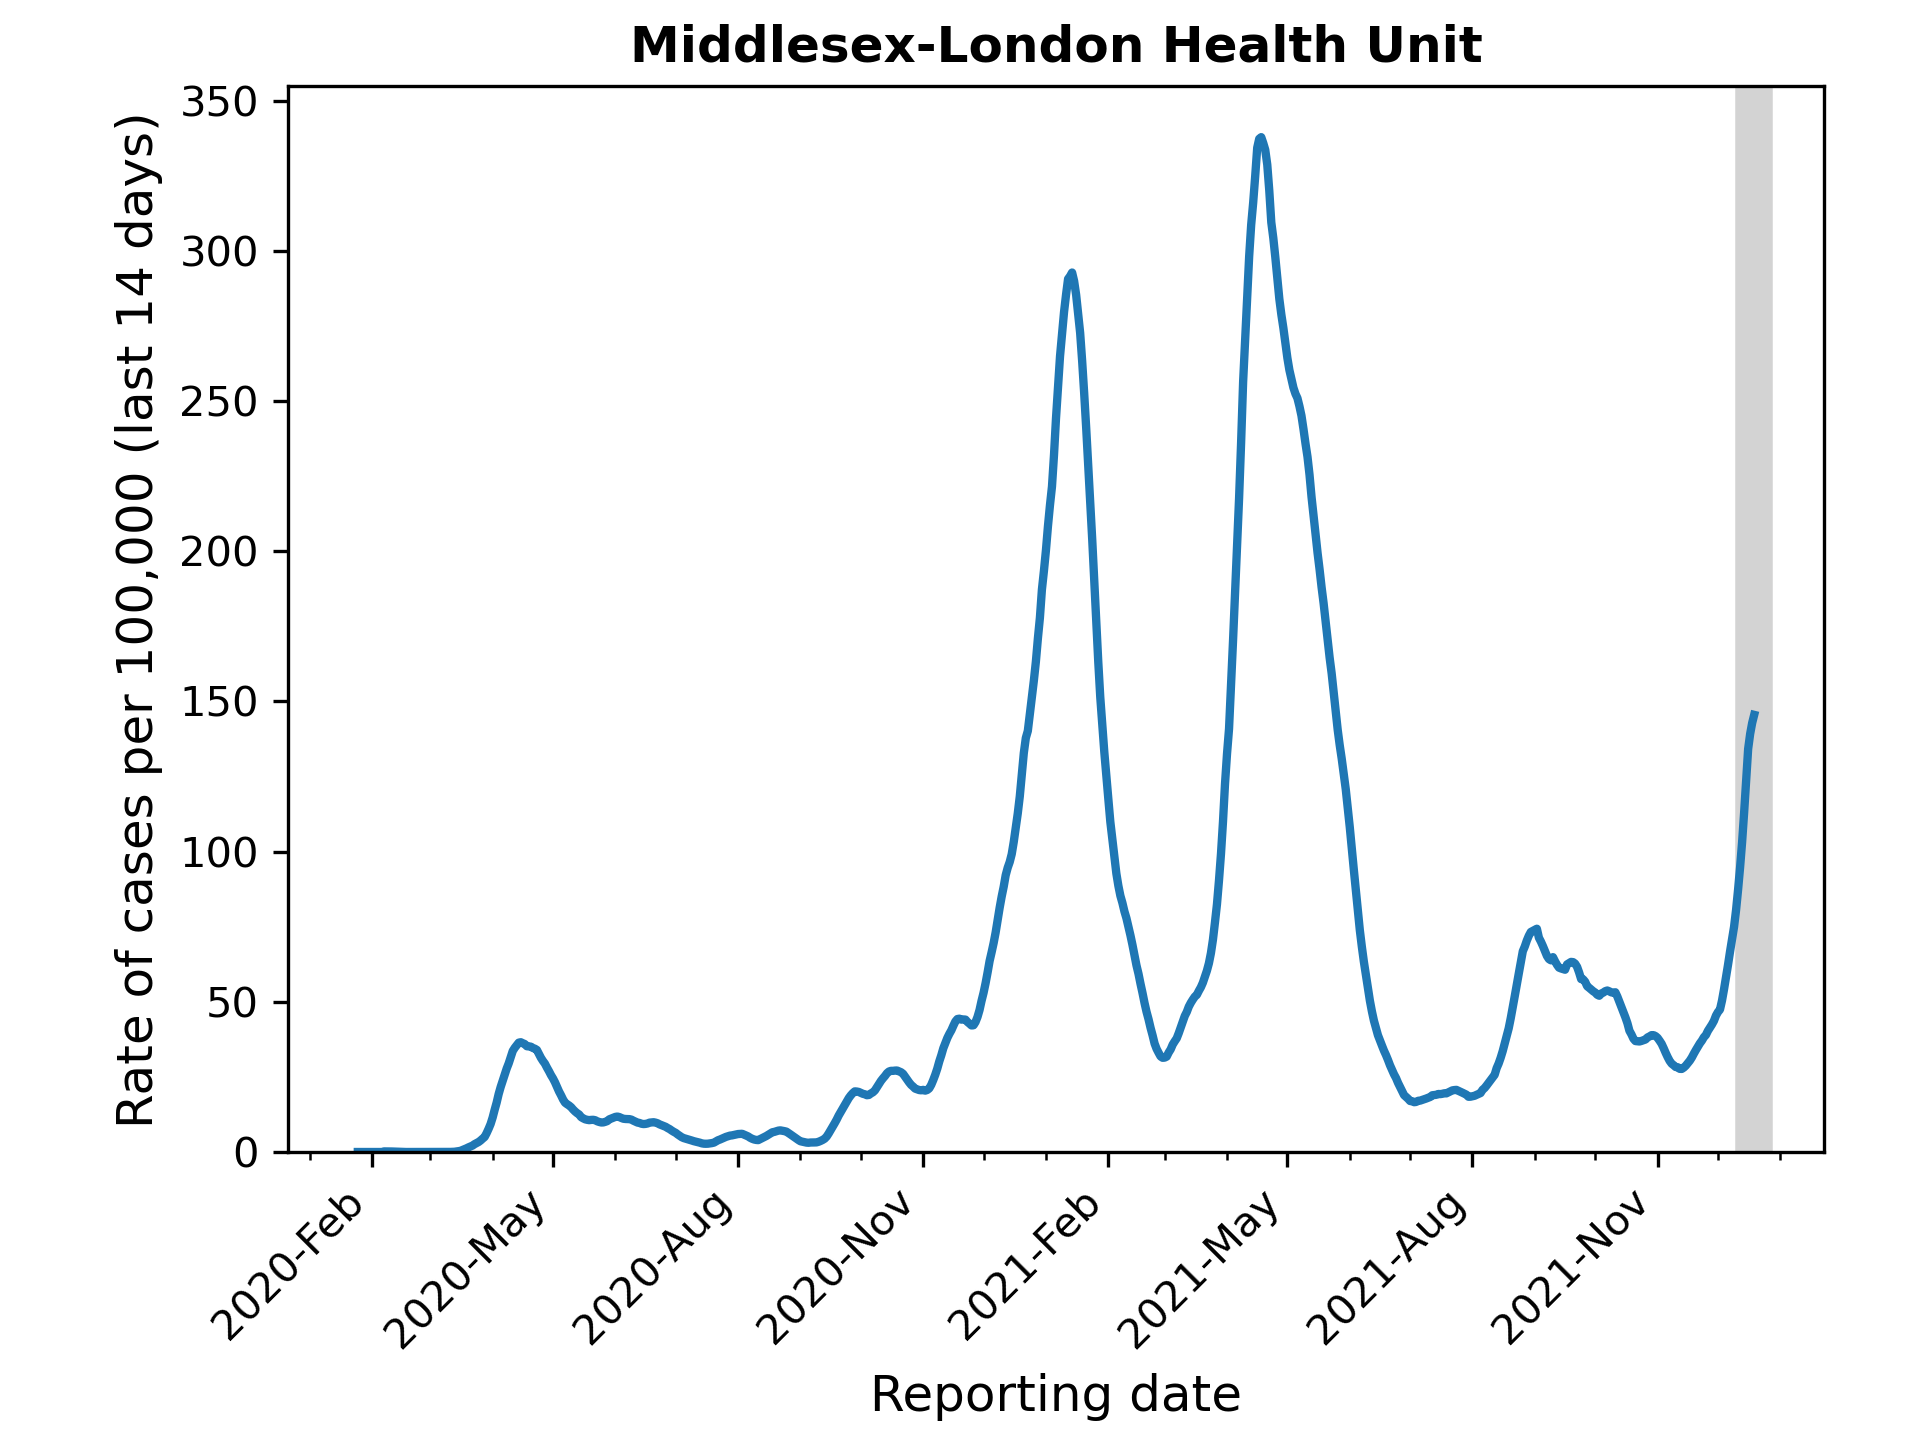 Middlesex-London Health Unit
Rate of cases per 100,000 (last 14 days)
350
300
250
200
150
100
50
0
2020-Feb
2020-May
2020-Aug
2020-Nov
2021-Feb
2021-May
2021-Aug
2021-Nov
Reporting date